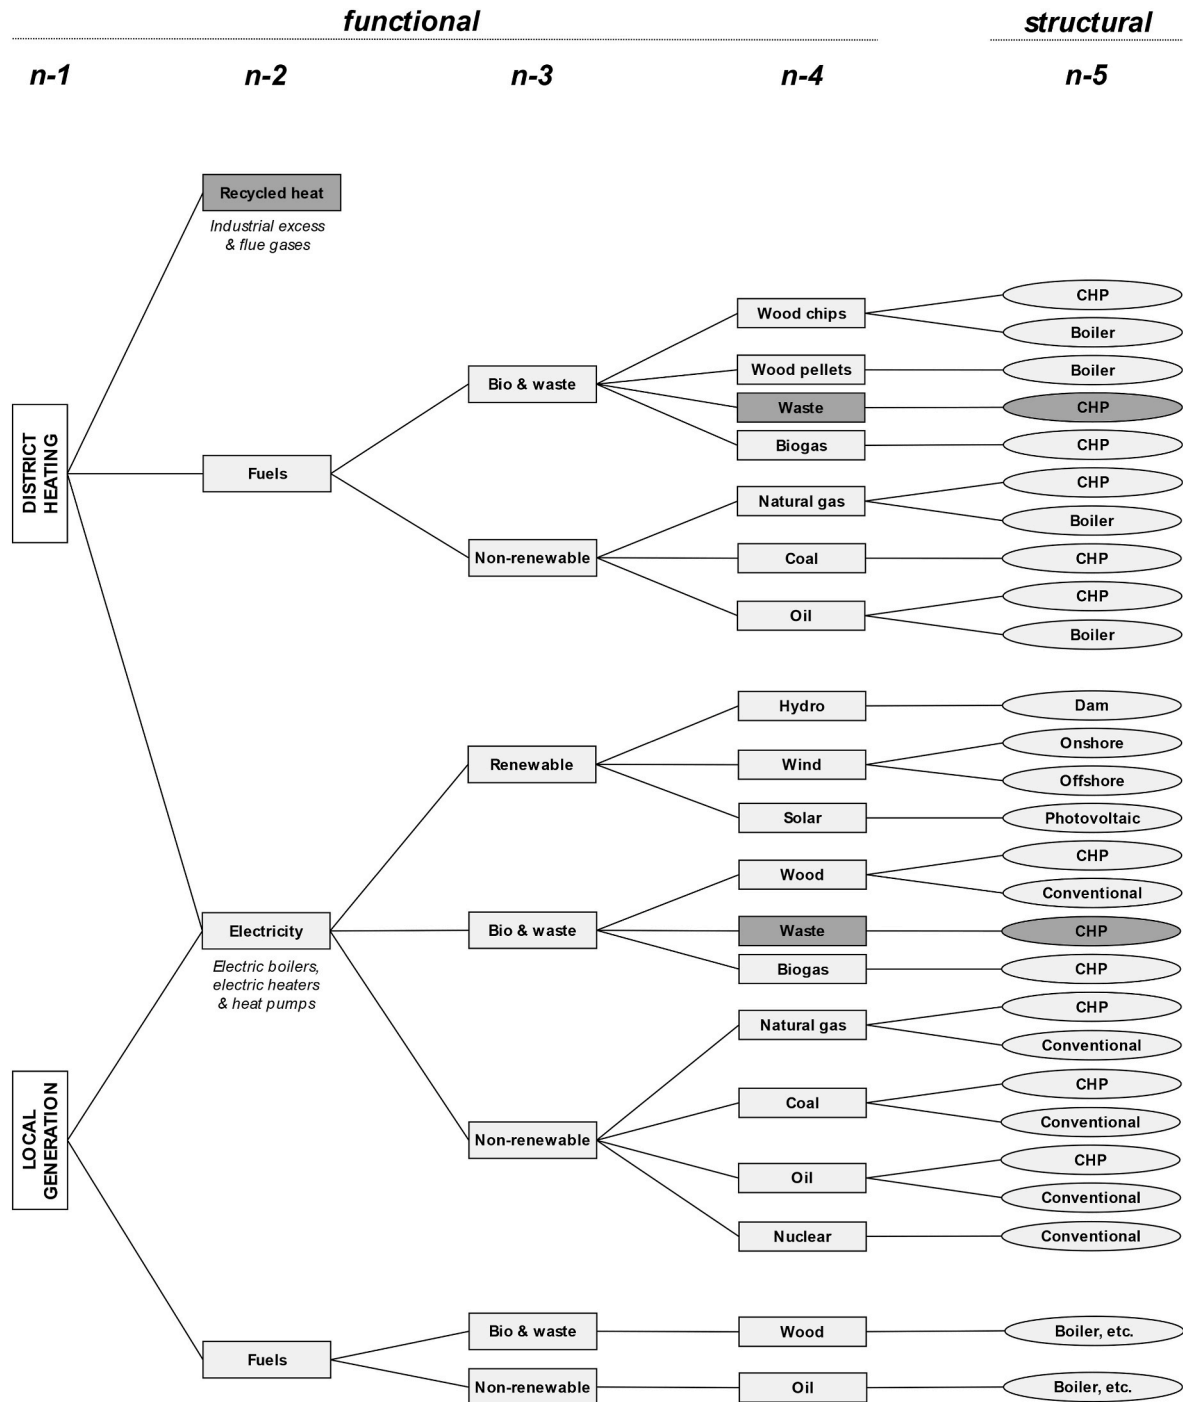 functional
structural
n-1
n-2
n-3
n-4
n-5
Recycled heat
Industrial excess
& flue gases
DISTRICT
HEATING
Fuels
Bio & waste
Wood chips
CHP
Boiler
Wood pellets
Boiler
Waste
CHP
Biogas
CHP
Non-renewable
Natural gas
CHP
Boiler
Coal
CHP
Oil
CHP
Boiler
Electricity
Electric boilers,
electric heaters
& heat pumps
Renewable
Hydro
Dam
Wind
Onshore
Offshore
Solar
Photovoltaic
Bio & waste
Wood
CHP
Conventional
Waste
CHP
Biogas
CHP
Non-renewable
Natural gas
CHP
Conventional
Coal
CHP
Conventional
Oil
CHP
Conventional
Nuclear
Conventional
LOCAL
GENERATION
Fuels
Bio & waste
Wood
Boiler, etc.
Non-renewable
Oil
Boiler, etc.